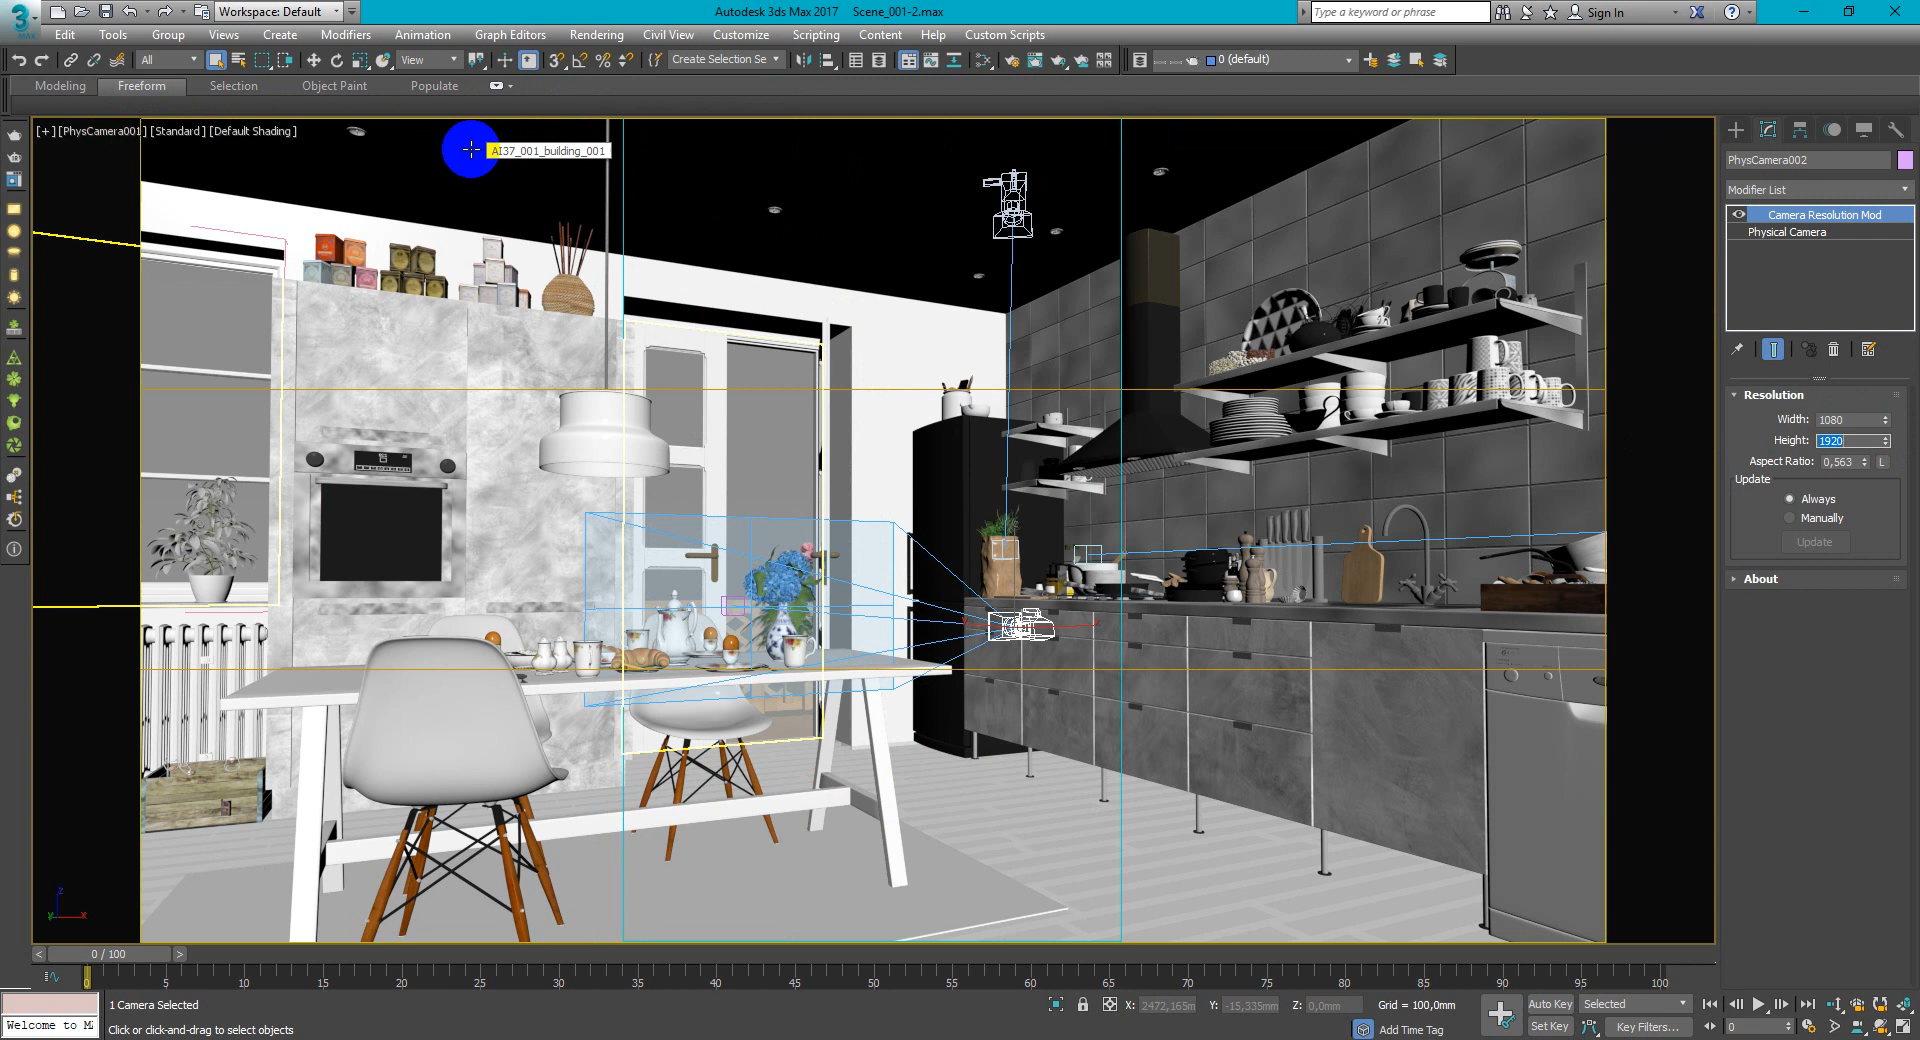 Workspace: Default
Autodesk 3ds Max 2017 Scene_001-2.max
Type a keyword or phrase
Sign In
3
MAX
Edit Tools Group Views Create Modifiers Animation Graph Editors Rendering Civil View Customize Scripting Content Help Custom Scripts
All
View
Create Selection Se
0 (default)
Modeling Freeform Selection Object Paint Populate
[+] [PhysCamera001] [Standard] [Default Shading]
AI37_001_building_001
PhysCamera002
Modifier List
Camera Resolution Mod
Physical Camera
Resolution
Width: 1080
Height: 1920
Aspect Ratio: 0,563 L
Update
Always
Manually
Update
About
z
y x
< 0 / 100 >
0 5 10 15 20 25 30 35 40 45 50 55 60 65 70 75 80 85 90 95 100
1 Camera Selected
X: 2472,165m Y: -15,335mm Z: 0,0mm Grid = 100,0mm
Auto Key Selected
Welcome to M
Click or click-and-drag to select objects
Add Time Tag
Set Key Key Filters...
0